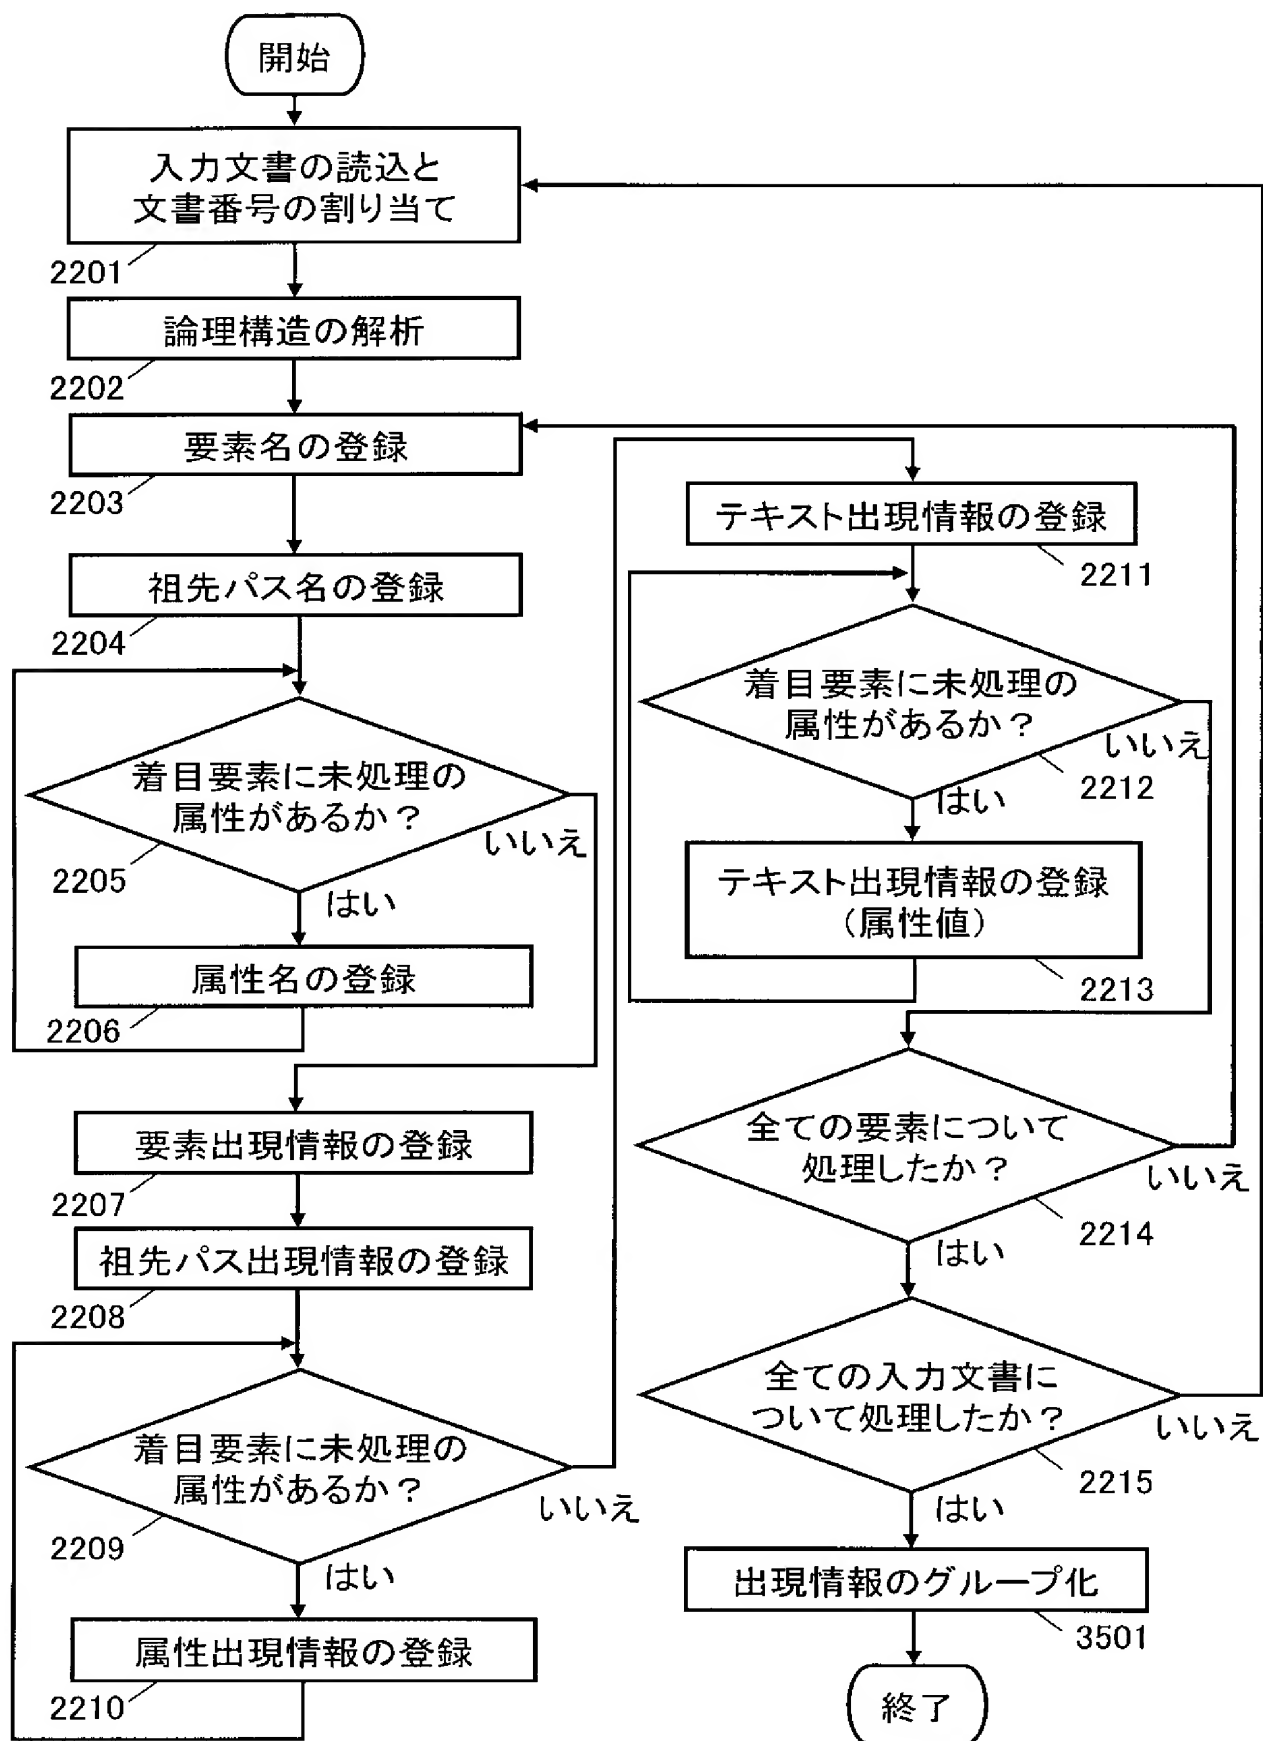 開始
入力文書の読込と
文書番号の割り当て
2201
論理構造の解析
2202
要素名の登録
2203
祖先パス名の登録
2204
着目要素に未処理の
属性があるか？
いいえ
2205
はい
属性名の登録
2206
要素出現情報の登録
2207
祖先パス出現情報の登録
2208
着目要素に未処理の
属性があるか？
いいえ
2209
はい
属性出現情報の登録
2210
テキスト出現情報の登録
2211
着目要素に未処理の
属性があるか？
いいえ
2212
はい
テキスト出現情報の登録
（属性値）
2213
全ての要素について
処理したか？
いいえ
2214
はい
全ての入力文書に
ついて処理したか？
いいえ
2215
はい
出現情報のグループ化
3501
終了